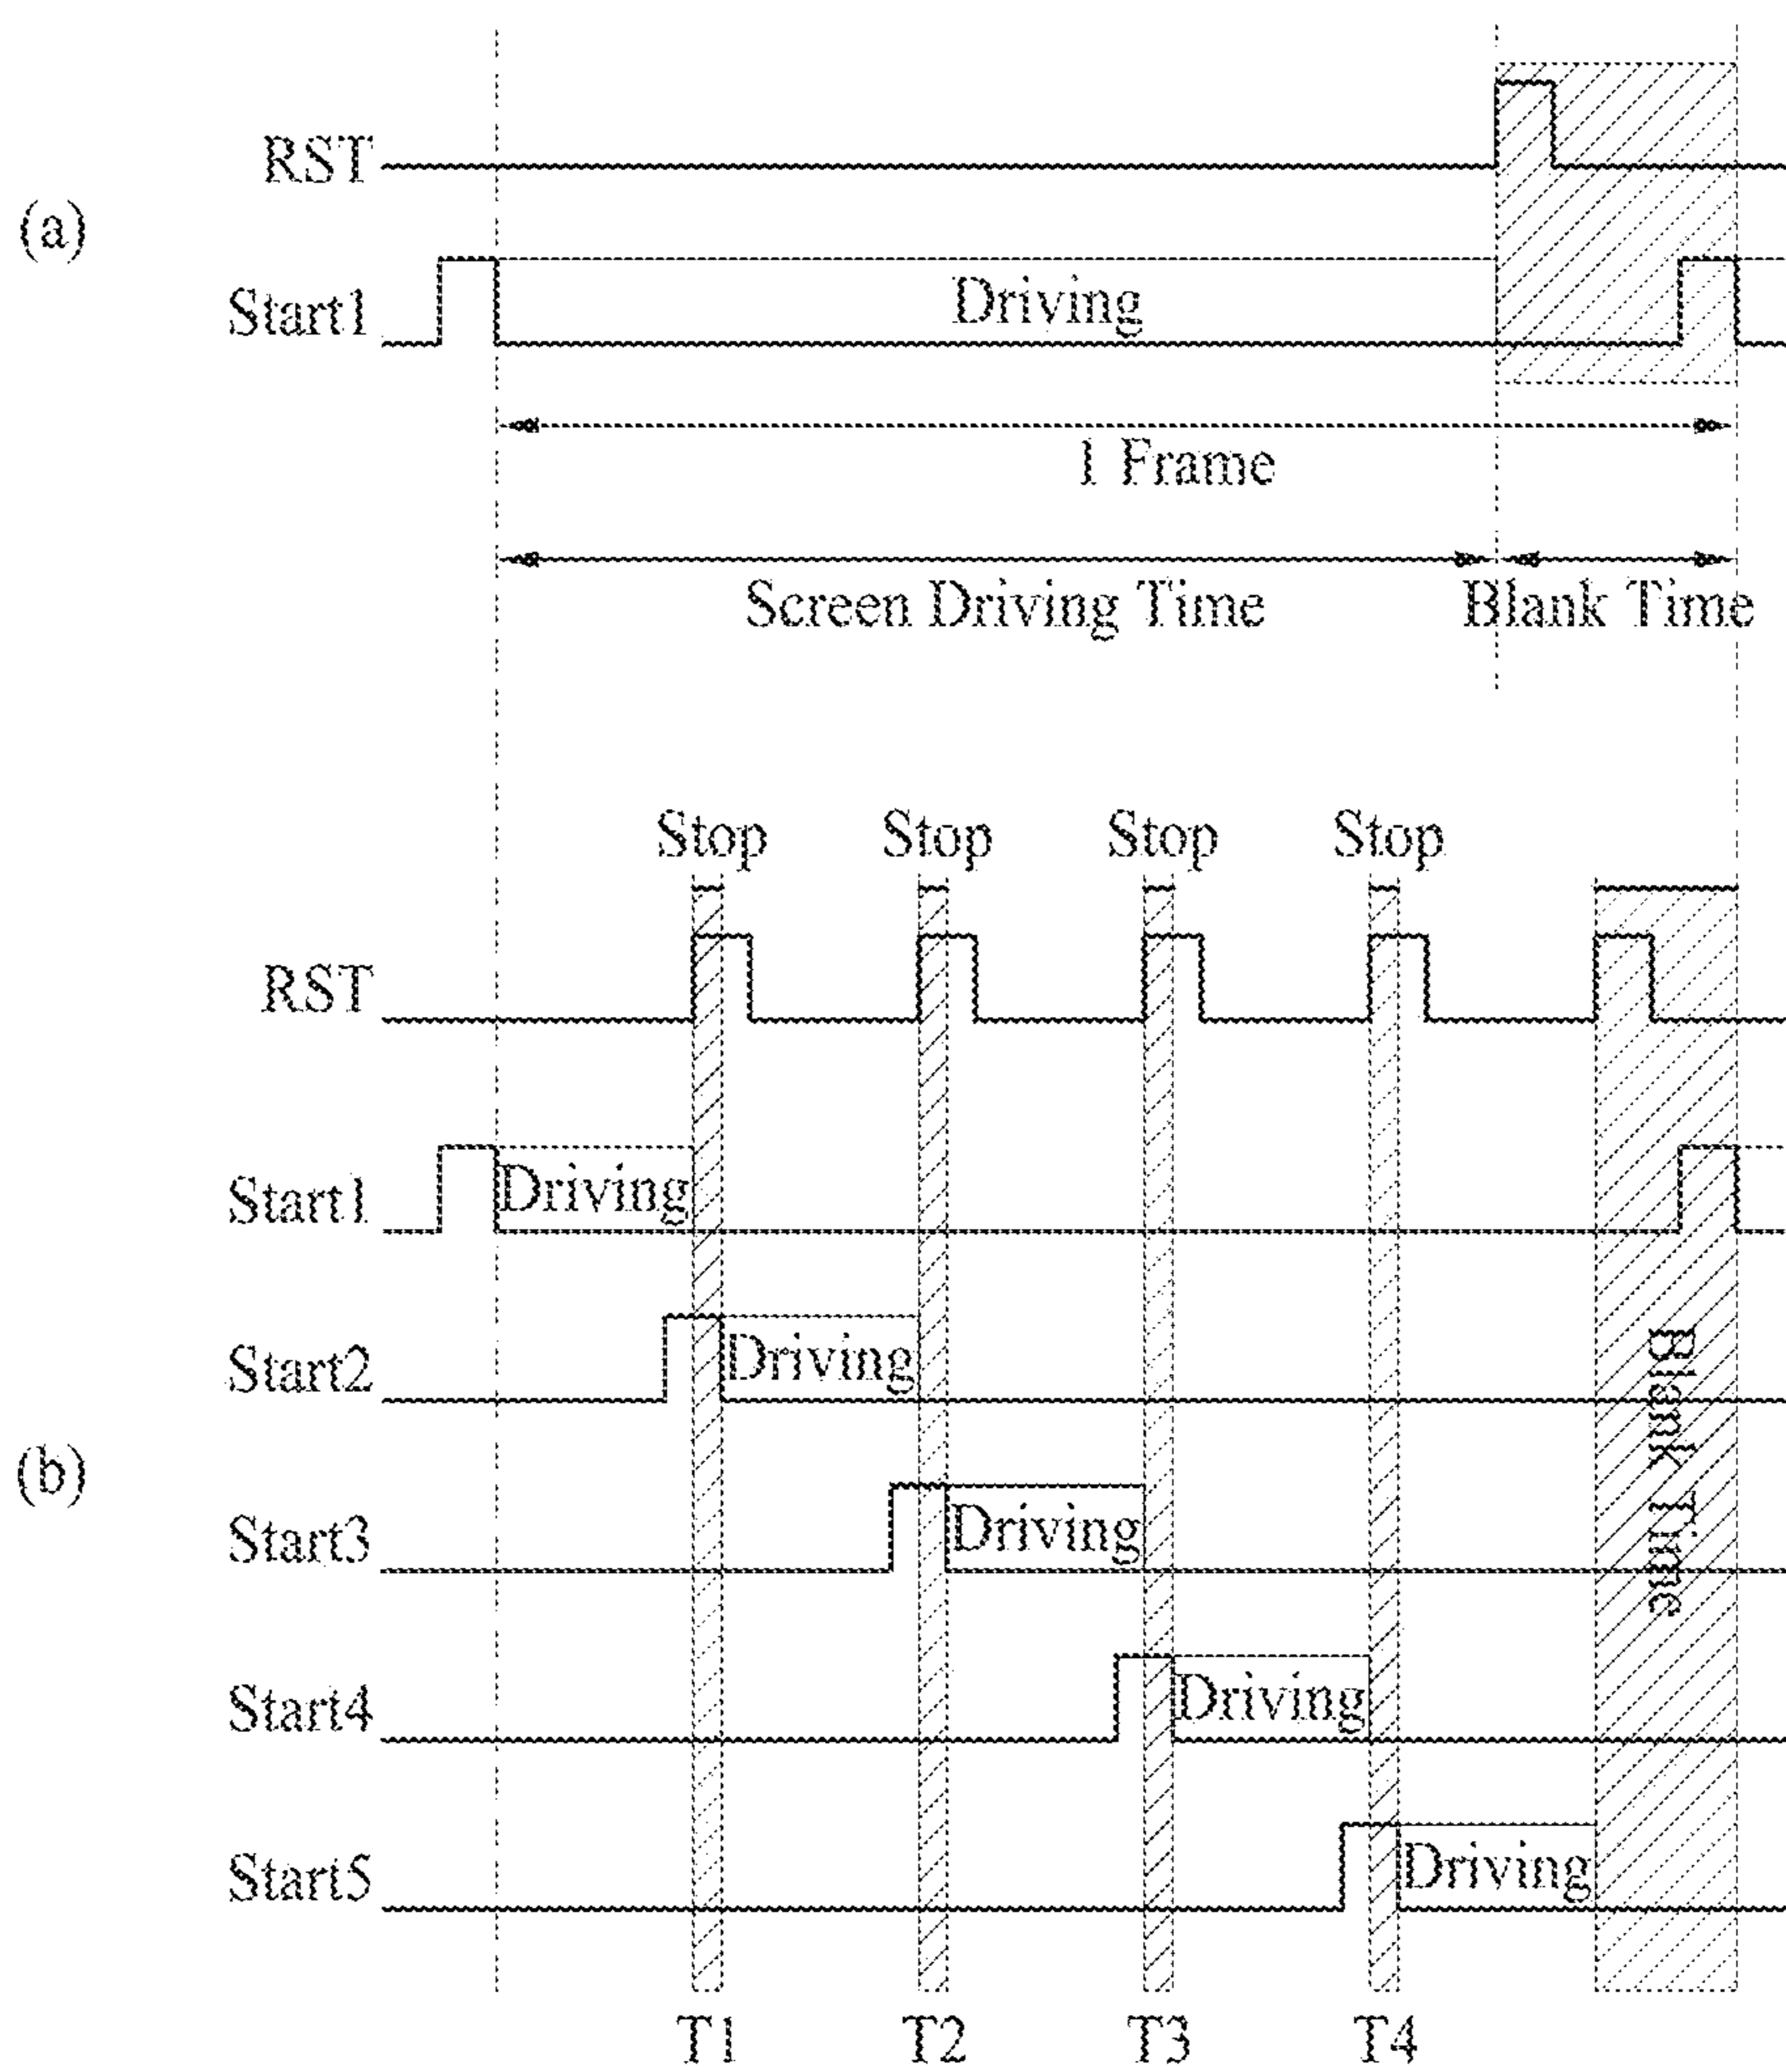 RST
(a)
Start1
Driving
1 Frame
Screen Driving Time
Blank Time
Stop
Stop
Stop
Stop
RST
Start1
Driving
Start2
Driving
(b)
Start3
Driving
Start4
Driving
Start5
Driving
Blank Time
T1
T2
T3
T4